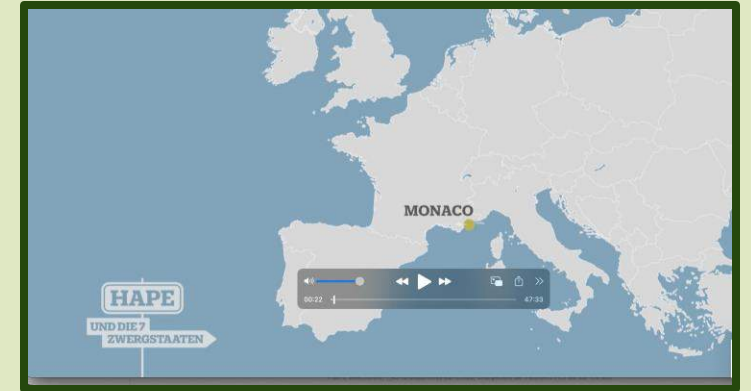 MONACO
00:22
47:33
HAPE
UND DIE 7
ZWERGSTAATEN